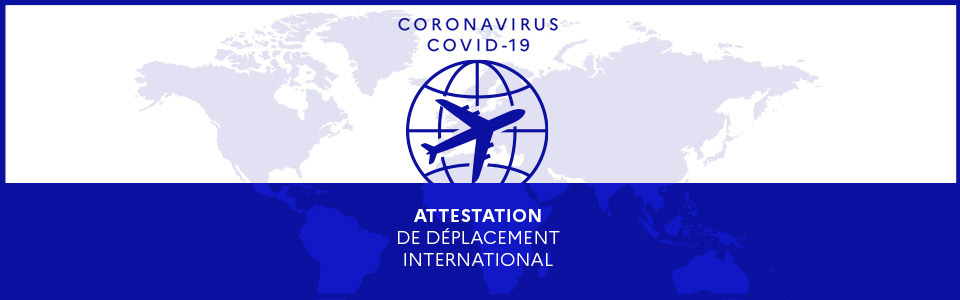 CORONAVIRUS
COVID-19
ATTESTATION
DE DÉPLACEMENT
INTERNATIONAL